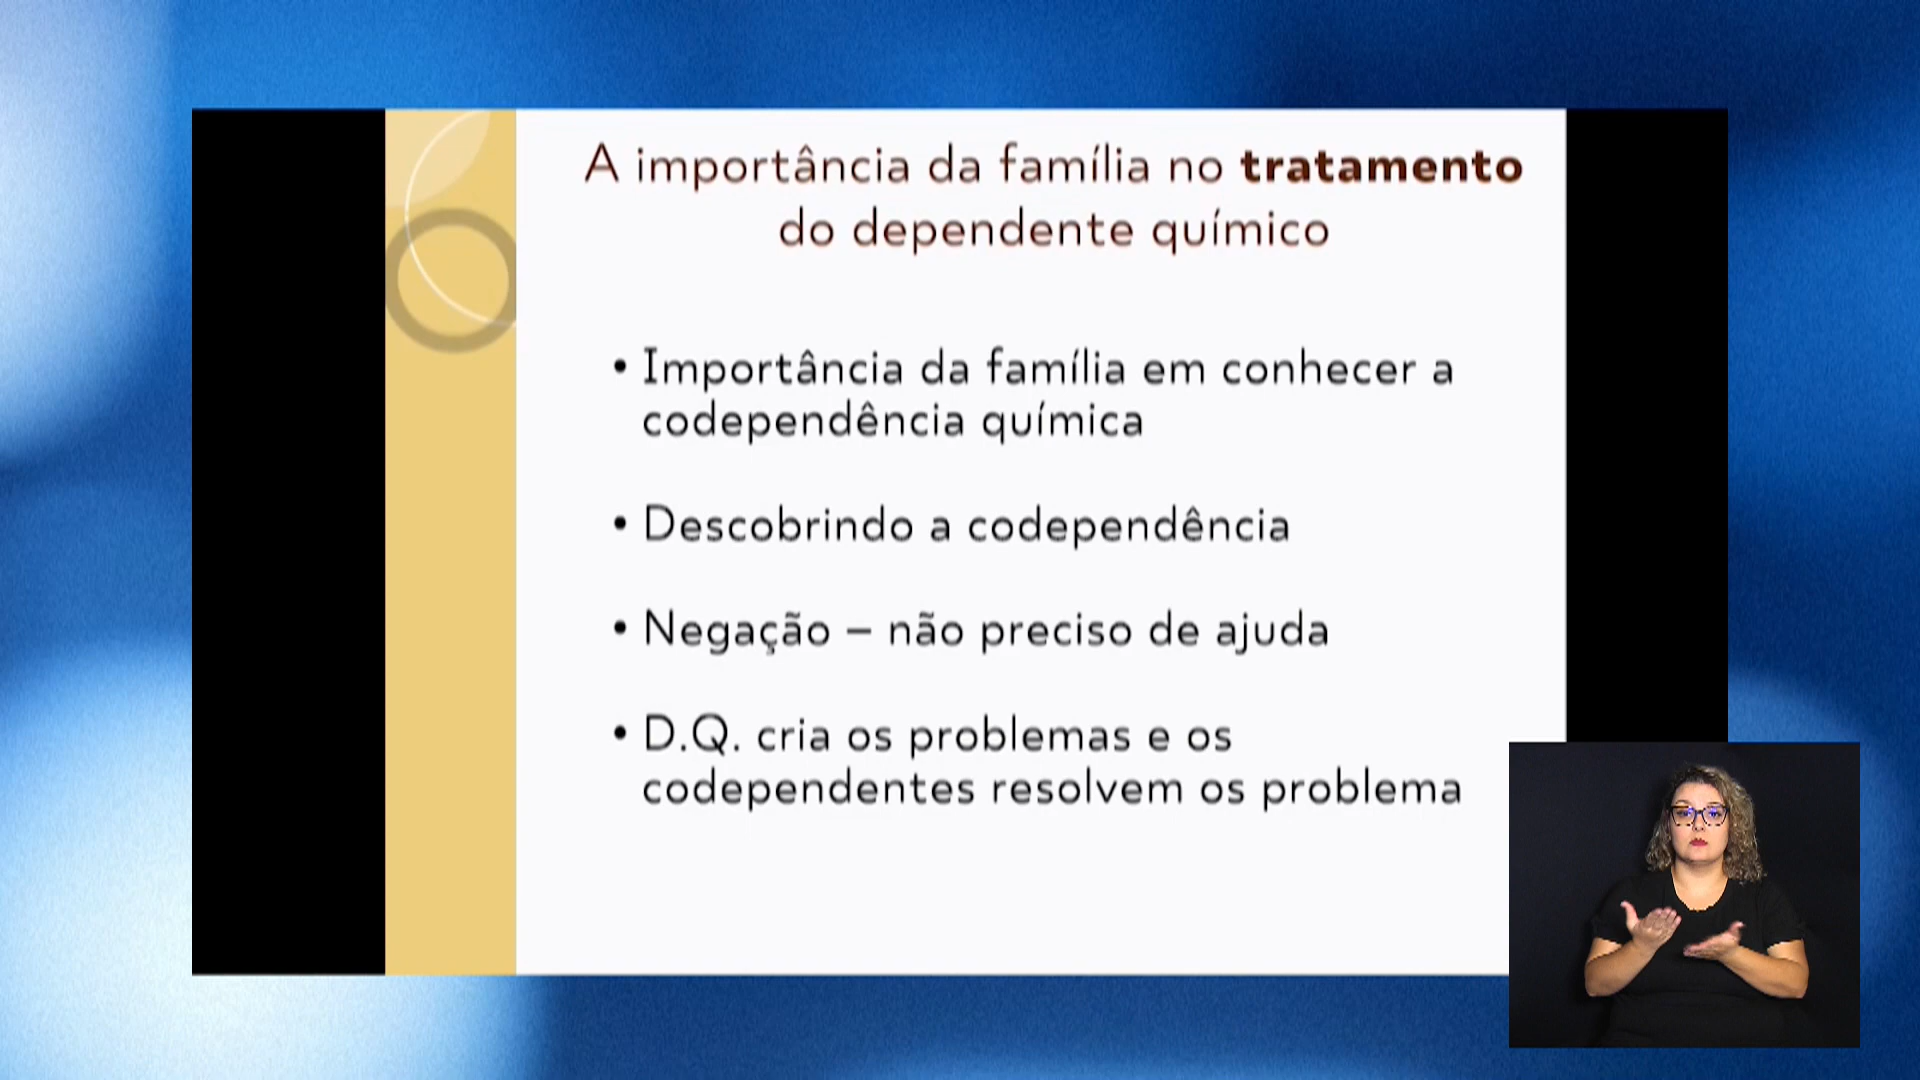 A importância da família no tratamento
do dependente químico
• Importância da família em conhecer a
codependência química
• Descobrindo a codependência
• Negação – não preciso de ajuda
• D.Q. cria os problemas e os
codependentes resolvem os problema